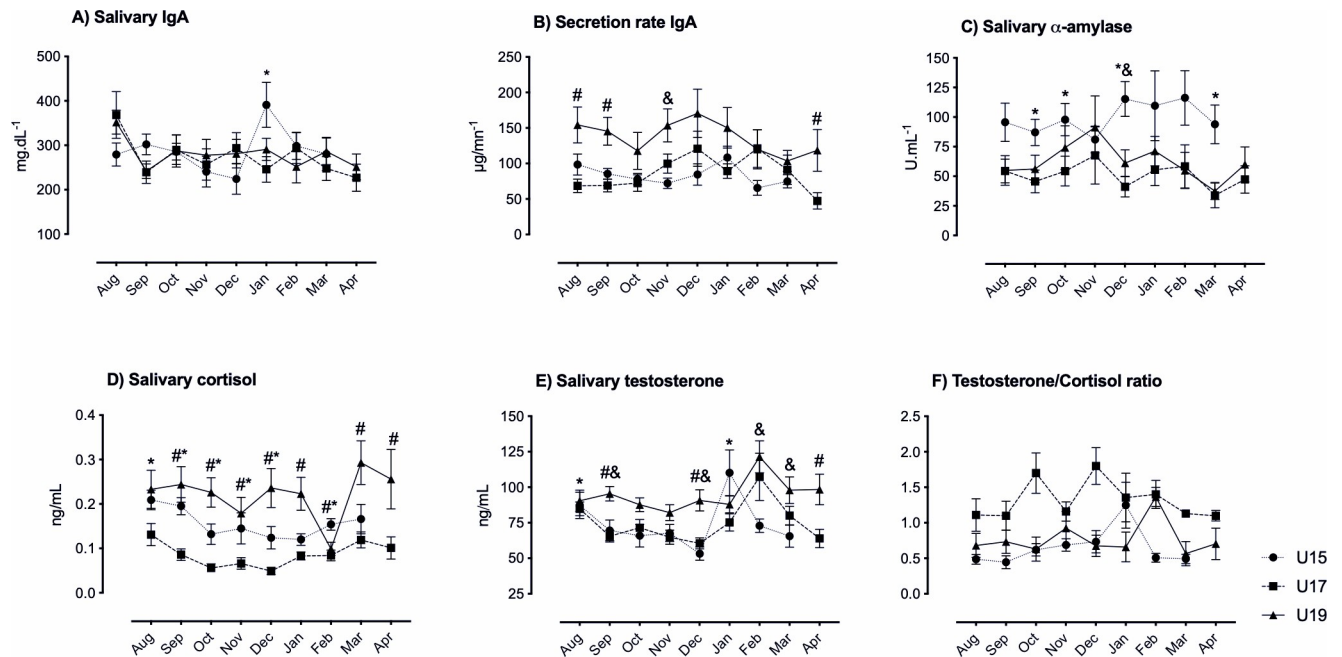 A) Salivary IgA
B) Secretion rate IgA
C) Salivary α-amylase
mg.dL⁻¹
500
400
300
200
100
*
Aug Sep Oct Nov Dec Jan Feb Mar Apr
µg/min⁻¹
250
200
150
100
50
0
# # & #
Aug Sep Oct Nov Dec Jan Feb Mar Apr
U.mL⁻¹
150
125
100
75
50
25
0
* * *& *
Aug Sep Oct Nov Dec Jan Feb Mar Apr
D) Salivary cortisol
E) Salivary testosterone
F) Testosterone/Cortisol ratio
ng/mL
0.4
0.3
0.2
0.1
0.0
* #* #* #* #* # #* # #
Aug Sep Oct Nov Dec Jan Feb Mar Apr
ng/mL
150
125
100
75
50
25
* #& #& * & & #
Aug Sep Oct Nov Dec Jan Feb Mar Apr
2.5
2.0
1.5
1.0
0.5
0.0
Aug Sep Oct Nov Dec Jan Feb Mar Apr
U15
U17
U19